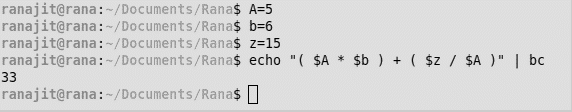 ranajit@rana:~/Documents/Rana$ A=5
ranajit@rana:~/Documents/Rana$ b=6
ranajit@rana:~/Documents/Rana$ z=15
ranajit@rana:~/Documents/Rana$ echo "( $A * $b ) + ( $z / $A )" | bc
33
ranajit@rana:~/Documents/Rana$